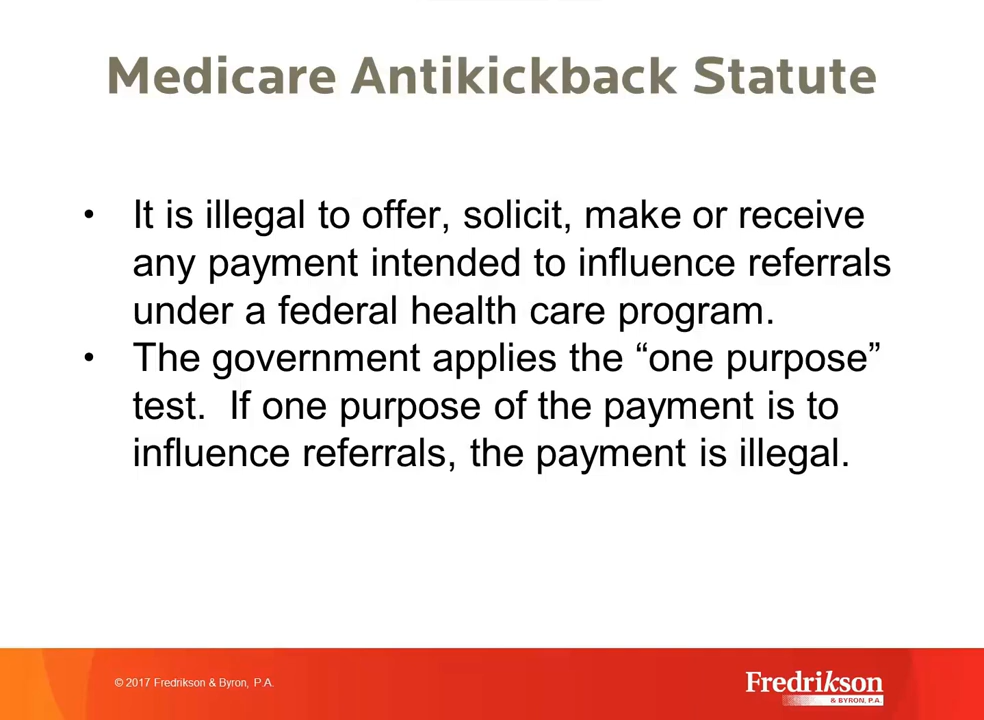 Medicare Antikickback Statute
• It is illegal to offer, solicit, make or receive
any payment intended to influence referrals
under a federal health care program.
• The government applies the “one purpose”
test.  If one purpose of the payment is to
influence referrals, the payment is illegal.
© 2017 Fredrikson & Byron, P.A.
Fredrikson
& BYRON, P.A.